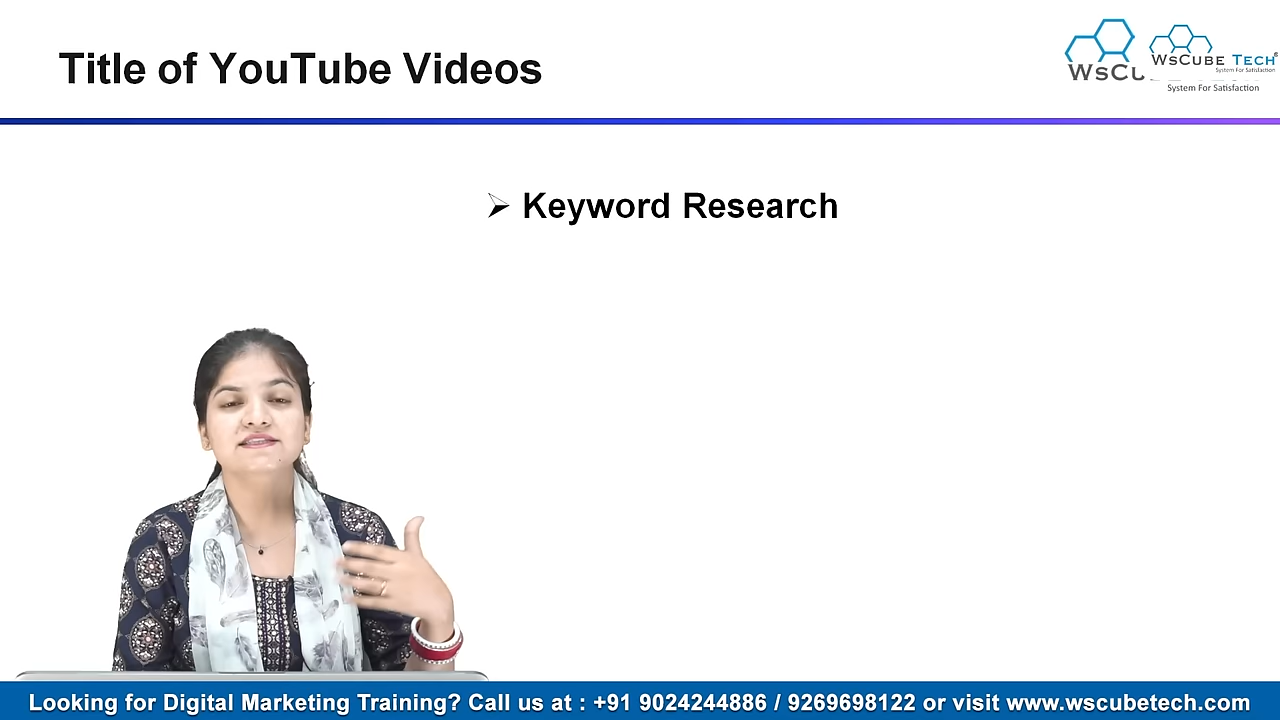 Title of YouTube Videos
WSCUBE TECH®
System For Satisfaction
WSCU
System For Satisfaction
➢ Keyword Research
Looking for Digital Marketing Training? Call us at : +91 9024244886 / 9269698122 or visit www.wscubetech.com